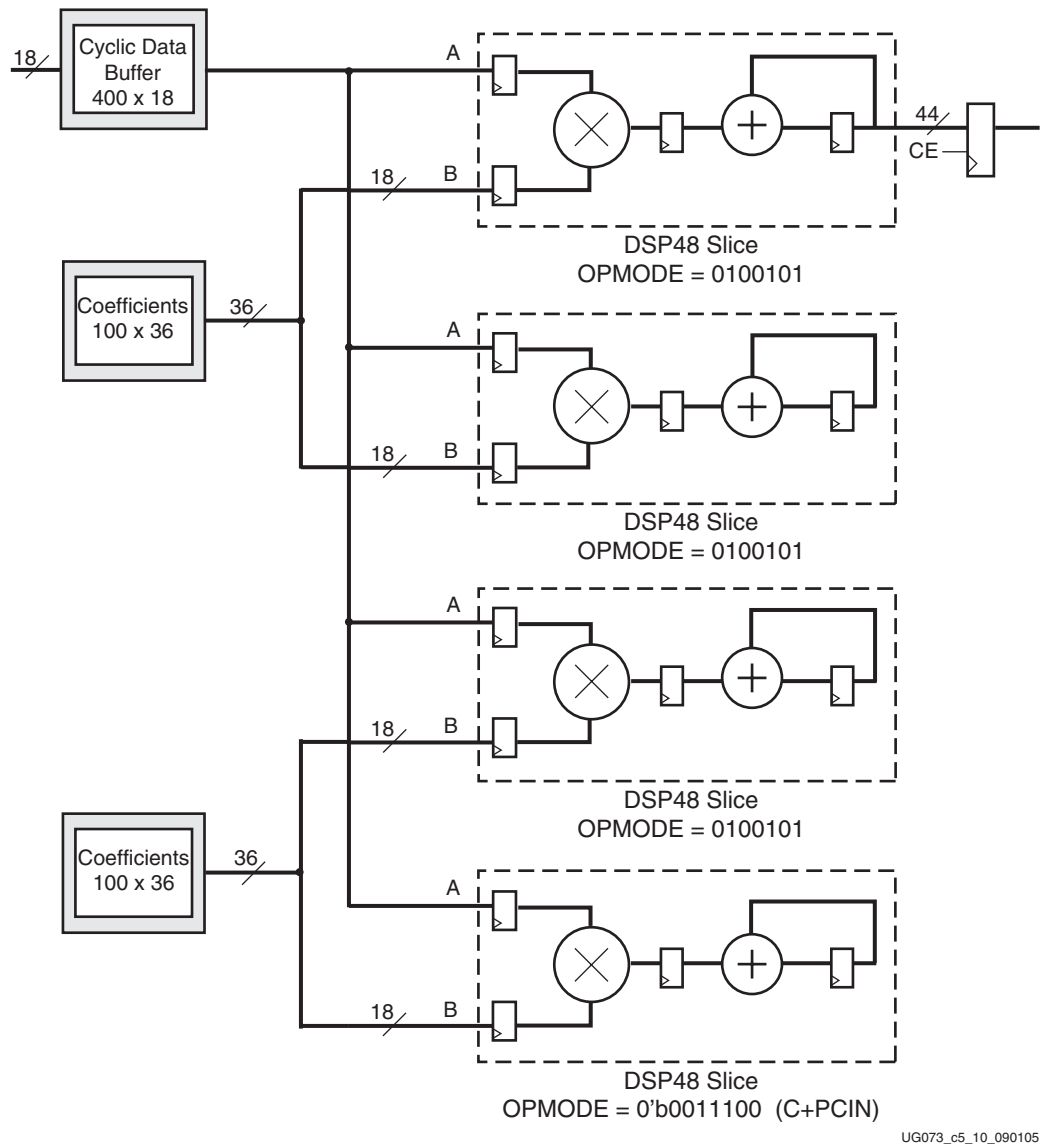 18
Cyclic Data
Buffer
400 x 18
A
44
CE
18
B
DSP48 Slice
OPMODE = 0100101
Coefficients
100 x 36
36
A
18
B
DSP48 Slice
OPMODE = 0100101
A
18
B
DSP48 Slice
OPMODE = 0100101
Coefficients
100 x 36
36
A
18
B
DSP48 Slice
OPMODE = 0'b0011100 (C+PCIN)
UG073_c5_10_090105